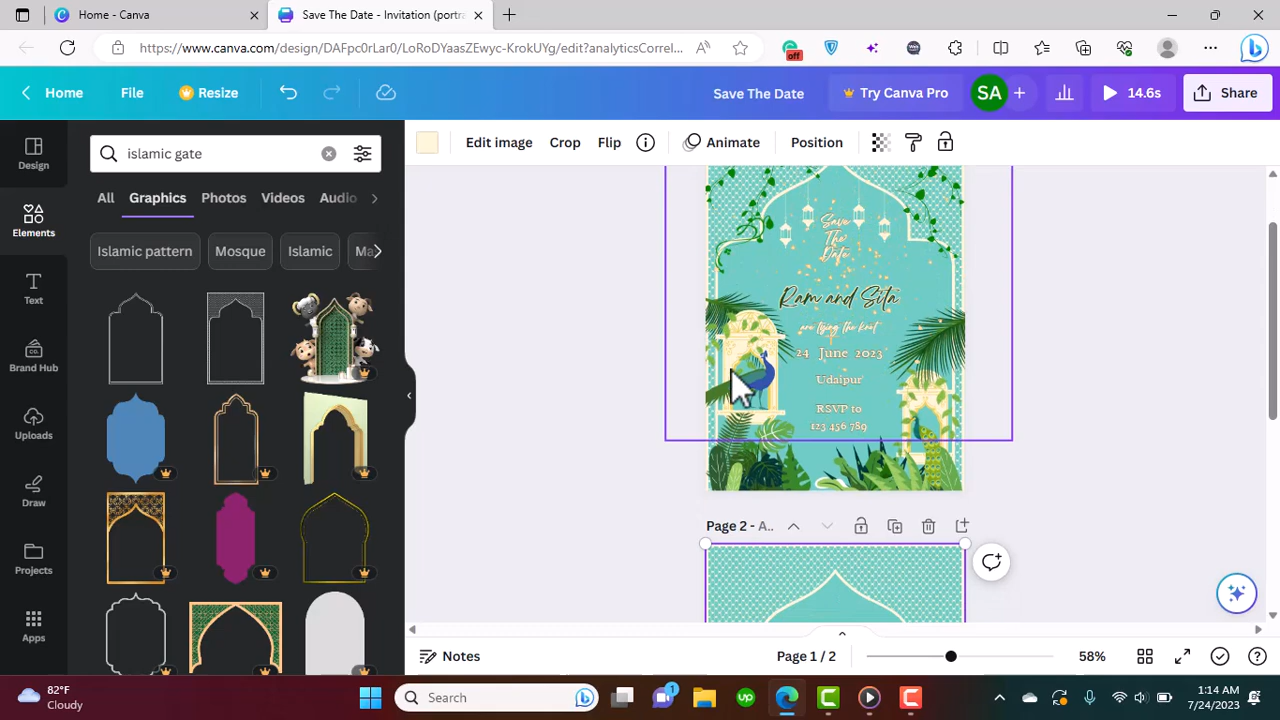 Home - Canva
Save The Date - Invitation (portra
https://www.canva.com/design/DAFpc0rLar0/LoRoDYaasZEwyc-KrokUYg/edit?analyticsCorrel...
off
Home
File
Resize
Save The Date
Try Canva Pro
SA
14.6s
Share
Design
Elements
Text
Brand Hub
Uploads
Draw
Projects
Apps
islamic gate
All
Graphics
Photos
Videos
Audio
Islamic pattern
Mosque
Islamic
Ma
Edit image
Crop
Flip
Animate
Position
Save
The
Date
Ram and Sita
are tying the knot
24 June 2023
Udaipur
RSVP to
123 456 789
Page 2 - A..
Notes
Page 1 / 2
58%
82°F
Cloudy
Search
1
1:14 AM
7/24/2023